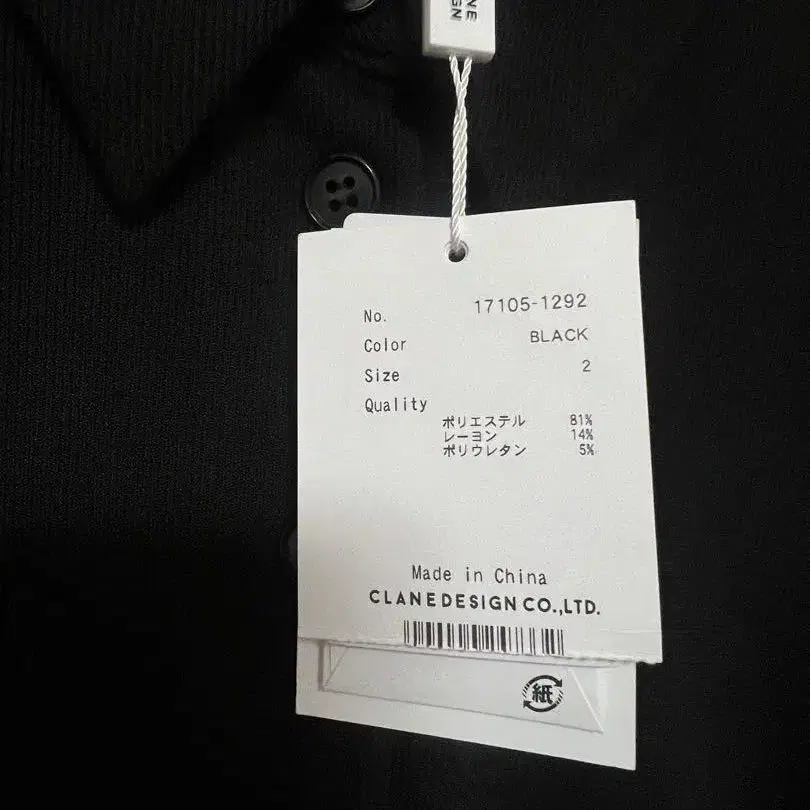 NE
GN
No. 17105-1292
Color BLACK
Size 2
Quality
ポリエステル 81%
レーヨン 14%
ポリウレタン 5%
Made in China
CLANEDESIGN CO.,LTD.
紙